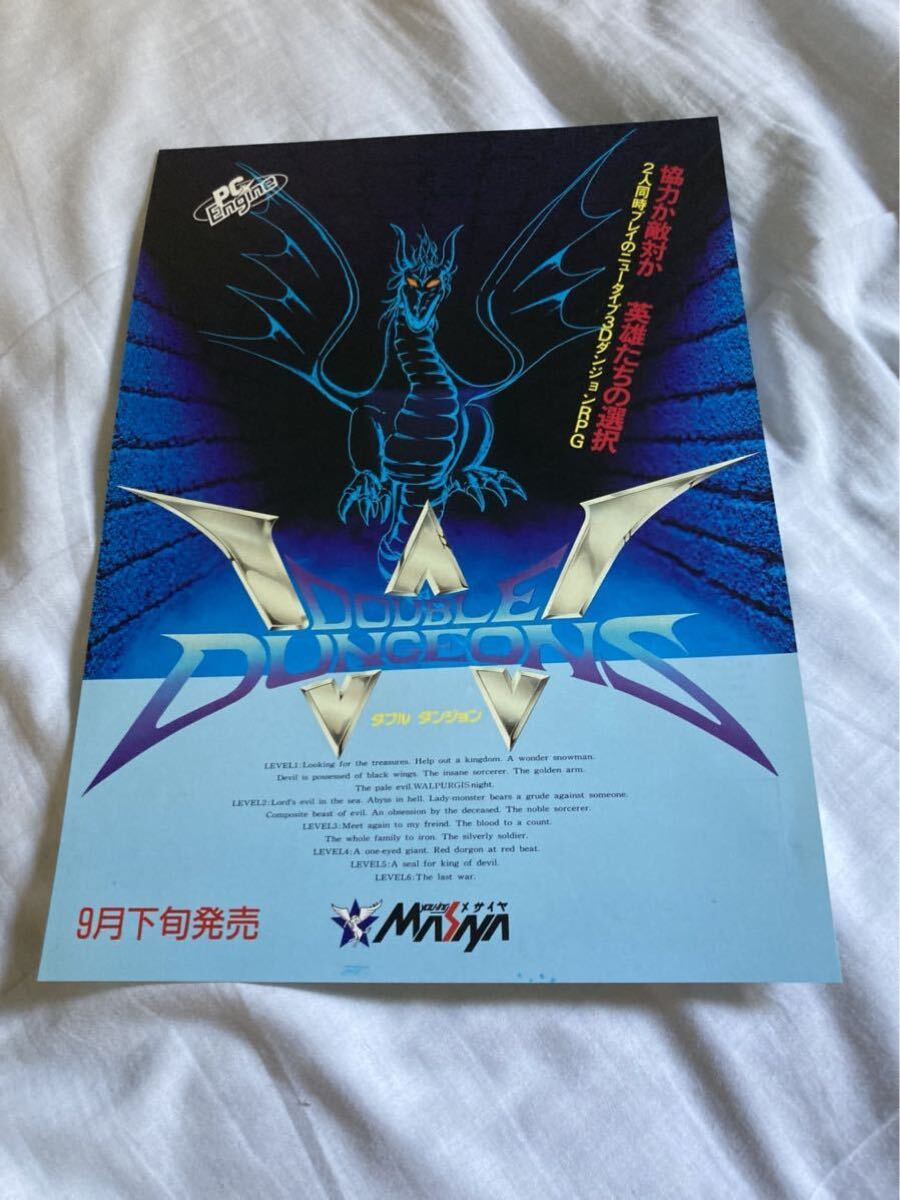 PC Engine
協力か敵対か 英雄たちの選択
2人同時プレイのニュータイプ3DダンジョンRPG
DOUBLE
DUNGEONS
W
ダブル ダンジョン
LEVEL1:Looking for the treasures. Help out a kingdom. A wonder snowman.
Devil is possessed of black wings. The insane sorcerer. The golden arm.
The pale evil. WALPURGIS night.
LEVEL2:Lord's evil in the sea. Abyss in hell. Lady-monster bears a grude against someone.
Composite beast of evil. An obsension by the deceased. The noble sorcerer.
LEVEL3:Meet again to my freind. The blood to a count.
The whole family to iron. The silverly soldier.
LEVEL4:A one-eyed giant. Red dorgon at red beat.
LEVEL5:A seal for king of devil.
LEVEL6:The last war.
9月下旬発売
メサイヤ
MASAYA